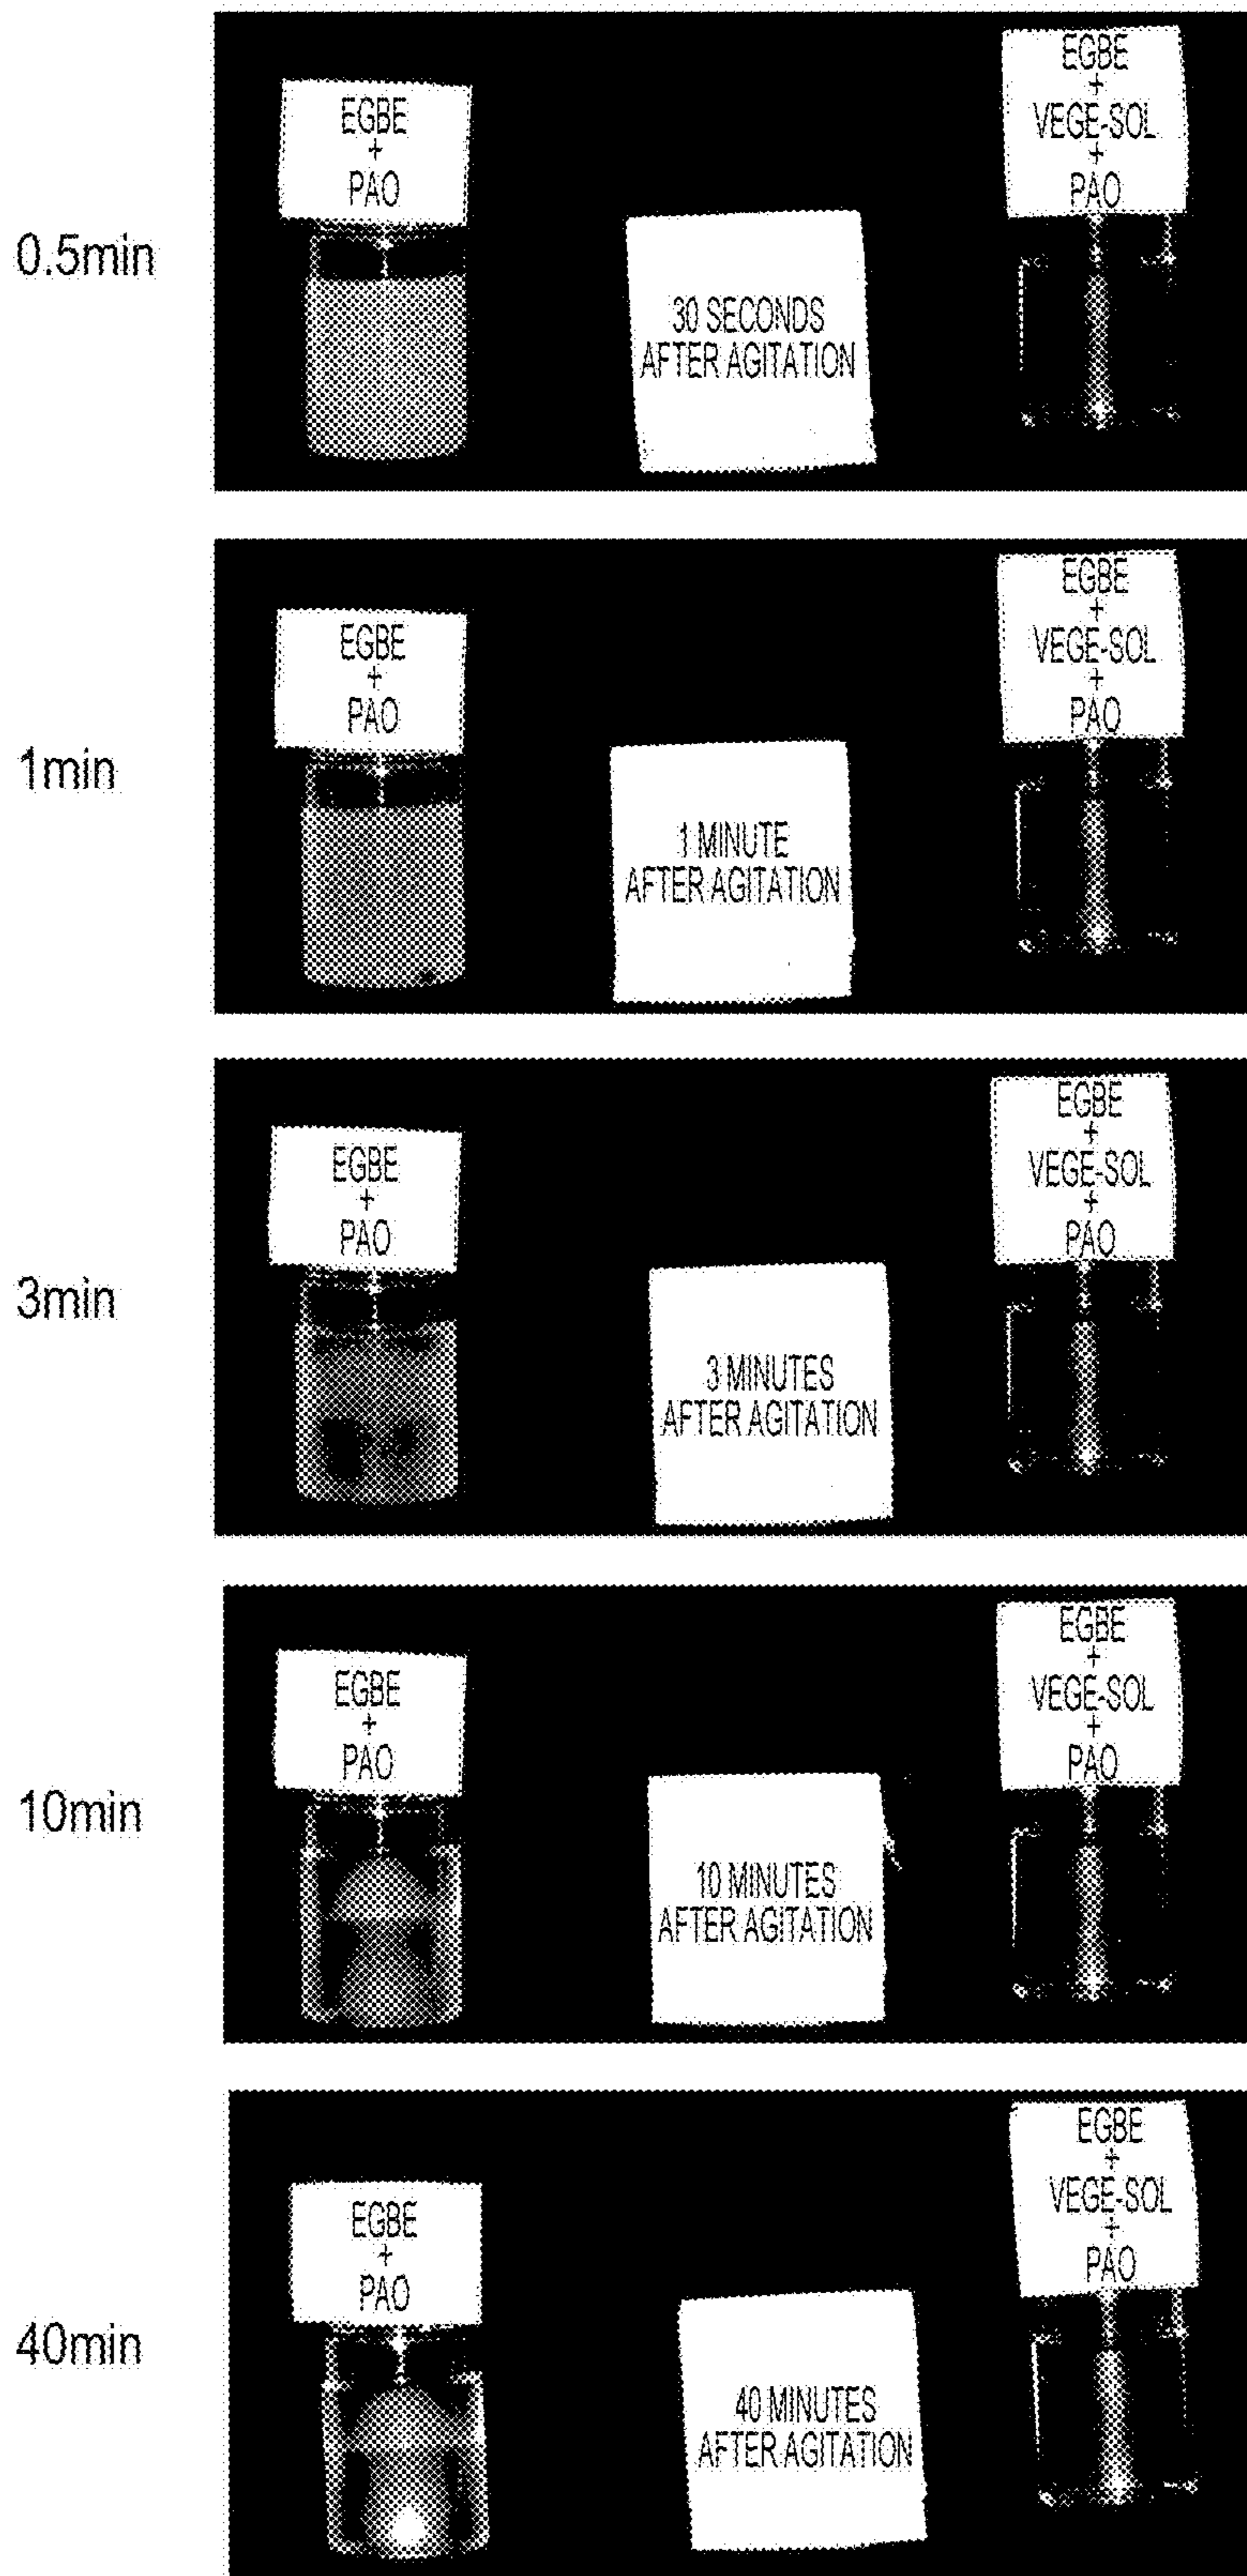 0.5min
EGBE
+
PAO
30 SECONDS
AFTER AGITATION
EGBE
+
VEGE-SOL
+
PAO
1min
EGBE
+
PAO
1 MINUTE
AFTER AGITATION
EGBE
+
VEGE-SOL
+
PAO
3min
EGBE
+
PAO
3 MINUTES
AFTER AGITATION
EGBE
+
VEGE-SOL
+
PAO
10min
EGBE
+
PAO
10 MINUTES
AFTER AGITATION
EGBE
+
VEGE-SOL
+
PAO
40min
EGBE
+
PAO
40 MINUTES
AFTER AGITATION
EGBE
+
VEGE-SOL
+
PAO